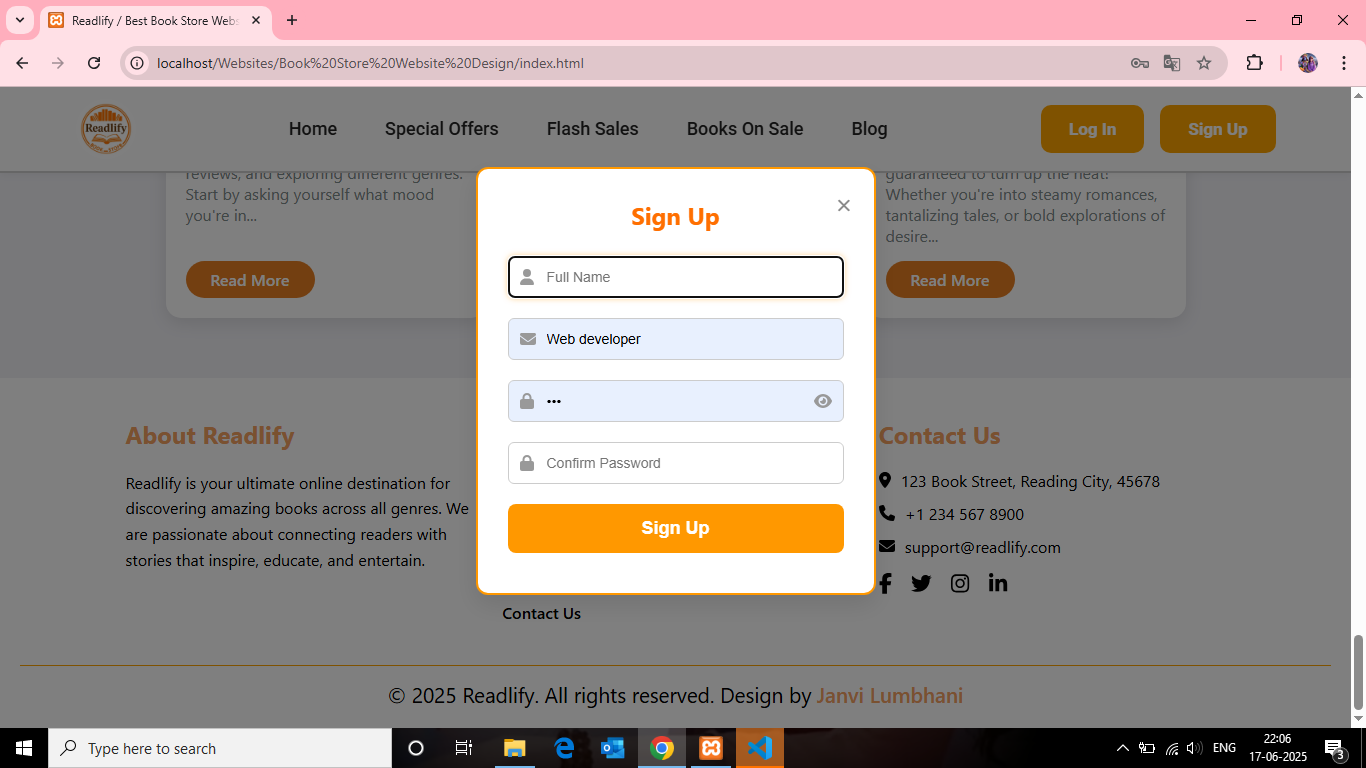 Readlify / Best Book Store Webs
localhost/Websites/Book%20Store%20Website%20Design/index.html
Readlify
BOOK STORE
Home
Special Offers
Flash Sales
Books On Sale
Blog
Log In
Sign Up
reviews, and exploring different genres.
Start by asking yourself what mood
you're in...
Read More
guaranteed to turn up the heat!
Whether you're into steamy romances,
tantalizing tales, or bold explorations of
desire...
Read More
Sign Up
×
Full Name
Web developer
•••
Confirm Password
Sign Up
About Readlify
Readlify is your ultimate online destination for
discovering amazing books across all genres. We
are passionate about connecting readers with
stories that inspire, educate, and entertain.
Contact Us
Contact Us
123 Book Street, Reading City, 45678
+1 234 567 8900
support@readlify.com
© 2025 Readlify. All rights reserved. Design by Janvi Lumbhani
Type here to search
ENG
22:06
17-06-2025
3